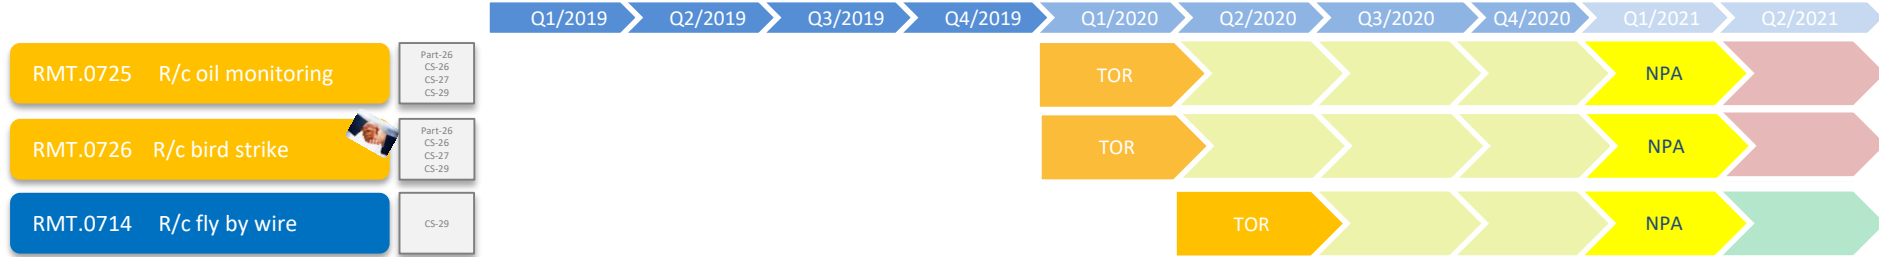 Q1/2019 Q2/2019 Q3/2019 Q4/2019 Q1/2020 Q2/2020 Q3/2020 Q4/2020 Q1/2021 Q2/2021
RMT.0725 R/c oil monitoring
Part-26
CS-26
CS-27
CS-29
TOR NPA
RMT.0726 R/c bird strike
Part-26
CS-26
CS-27
CS-29
TOR NPA
RMT.0714 R/c fly by wire
CS-29
TOR NPA